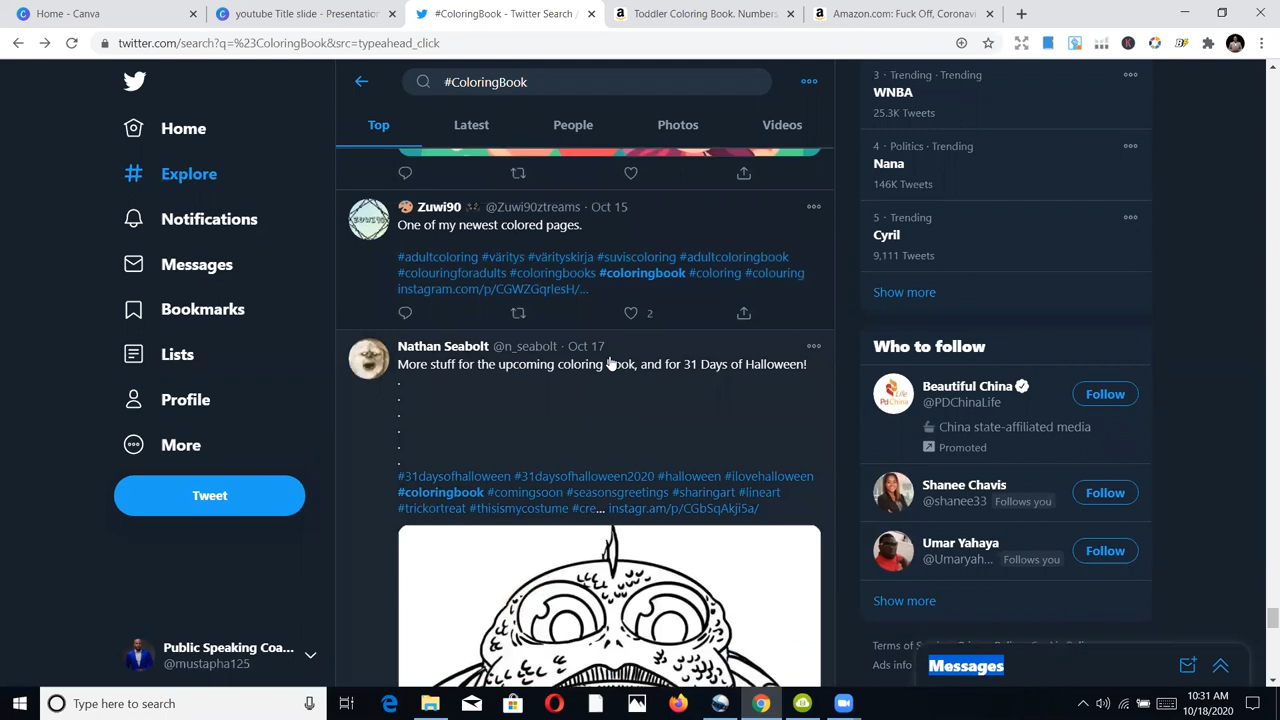 Home - Canva
youtube Title slide - Presentation
#ColoringBook - Twitter Search /
Toddler Coloring Book. Numbers
Amazon.com: Fuck Off, Coronavi
twitter.com/search?q=%23ColoringBook&src=typeahead_click
#ColoringBook
Top
Latest
People
Photos
Videos
Home
Explore
Notifications
Messages
Bookmarks
Lists
Profile
More
Tweet
Public Speaking Coa...
@mustapha125
Zuwi90 @Zuwi90ztreams · Oct 15
One of my newest colored pages.
#adultcoloring #väritys #värityskirja #suviscoloring #adultcoloringbook
#colouringforadults #coloringbooks #coloringbook #coloring #colouring
instagram.com/p/CGWZGqrlesH/...
2
Nathan Seabolt @n_seabolt · Oct 17
More stuff for the upcoming coloring book, and for 31 Days of Halloween!
.
.
.
.
.
.
#31daysofhalloween #31daysofhalloween2020 #halloween #ilovehalloween
#coloringbook #comingsoon #seasonsgreetings #sharingart #lineart
#trickortreat #thisismycostume #cre... instagr.am/p/CGbSqAkji5a/
3 · Trending · Trending
WNBA
25.3K Tweets
4 · Politics · Trending
Nana
146K Tweets
5 · Trending · Trending
Cyril
9,111 Tweets
Show more
Who to follow
Beautiful China
@PDChinaLife
Follow
China state-affiliated media
Promoted
Shanee Chavis
@shanee33 Follows you
Follow
Umar Yahaya
@Umaryah... Follows you
Follow
Show more
Terms of
Ads info
Messages
Type here to search
10:31 AM
10/18/2020